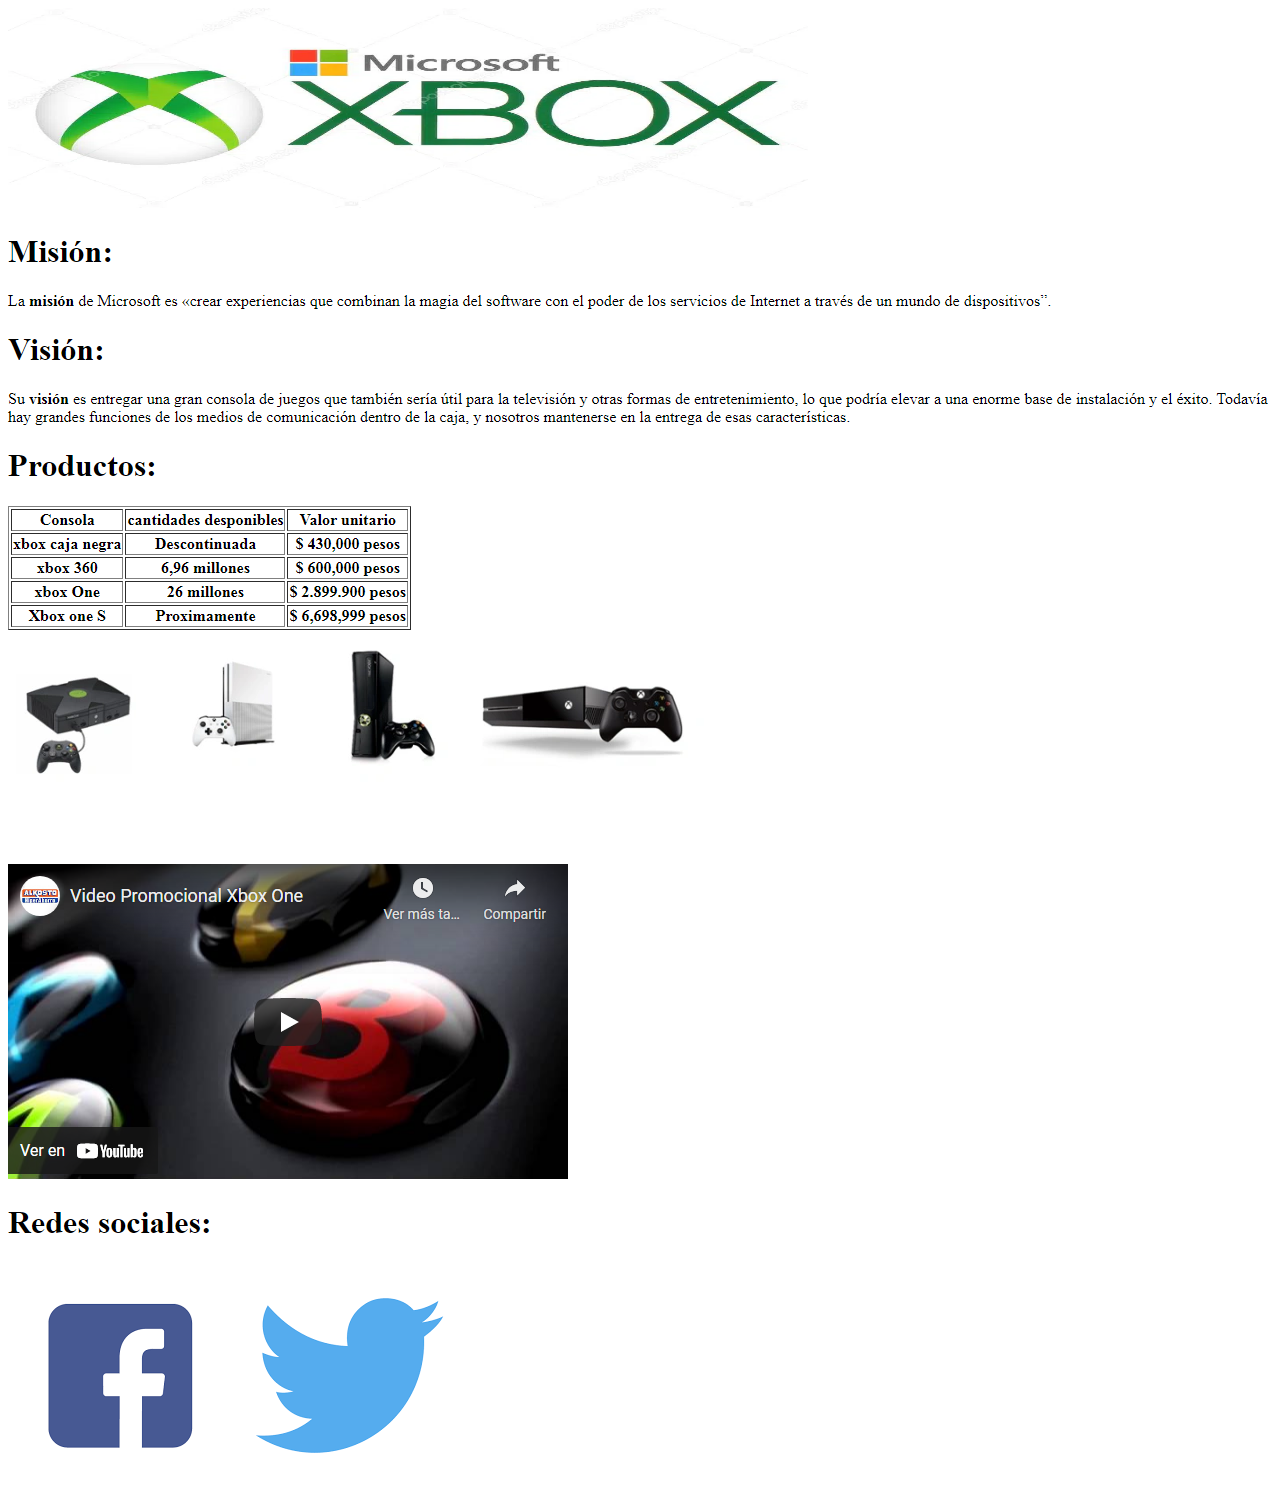 Microsoft
XBOX
Misión:
La misión de Microsoft es «crear experiencias que combinan la magia del software con el poder de los servicios de Internet a través de un mundo de dispositivos”.
Visión:
Su visión es entregar una gran consola de juegos que también sería útil para la televisión y otras formas de entretenimiento, lo que podría elevar a una enorme base de instalación y el éxito. Todavía
hay grandes funciones de los medios de comunicación dentro de la caja, y nosotros mantenerse en la entrega de esas características.
Productos:
Consola cantidades desponibles Valor unitario
xbox caja negra Descontinuada $ 430,000 pesos
xbox 360 6,96 millones $ 600,000 pesos
xbox One 26 millones $ 2.899.900 pesos
Xbox one S Proximamente $ 6,698,999 pesos
ALKOSTO
Video Promocional Xbox One
Ver más ta...
Compartir
Ver en YouTube
Redes sociales: